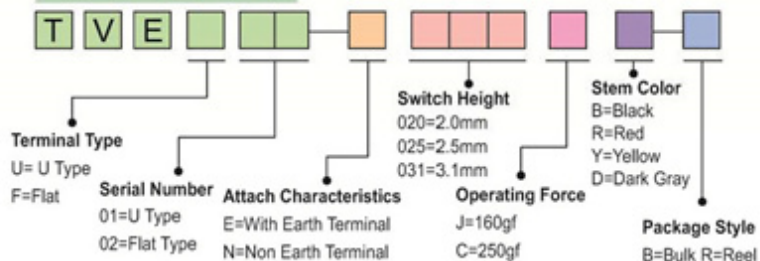 T V E
Terminal Type
U= U Type
F=Flat
Serial Number
01=U Type
02=Flat Type
Attach Characteristics
E=With Earth Terminal
N=Non Earth Terminal
Switch Height
020=2.0mm
025=2.5mm
031=3.1mm
Operating Force
J=160gf
C=250gf
Stem Color
B=Black
R=Red
Y=Yellow
D=Dark Gray
Package Style
B=Bulk R=Reel